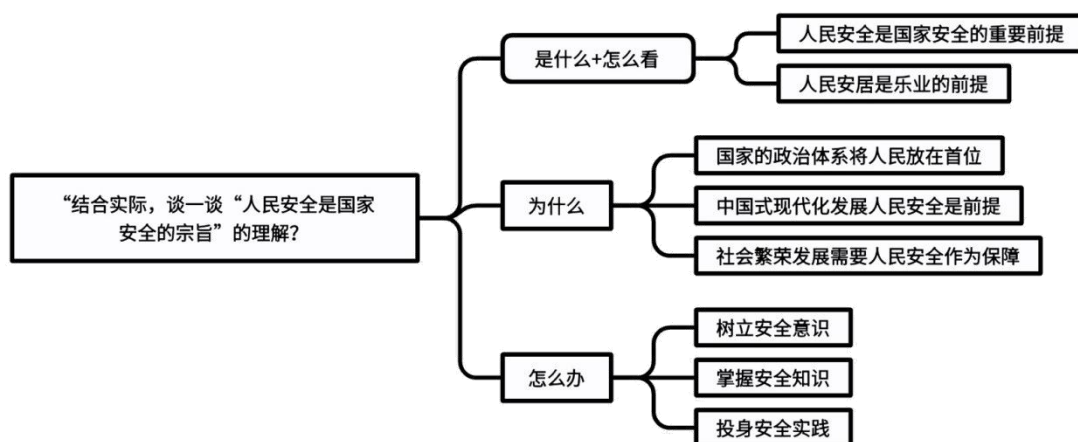 “结合实际，谈一谈“人民安全是国家
安全的宗旨”的理解？
是什么+怎么看
人民安全是国家安全的重要前提
人民安居是乐业的前提
为什么
国家的政治体系将人民放在首位
中国式现代化发展人民安全是前提
社会繁荣发展需要人民安全作为保障
怎么办
树立安全意识
掌握安全知识
投身安全实践